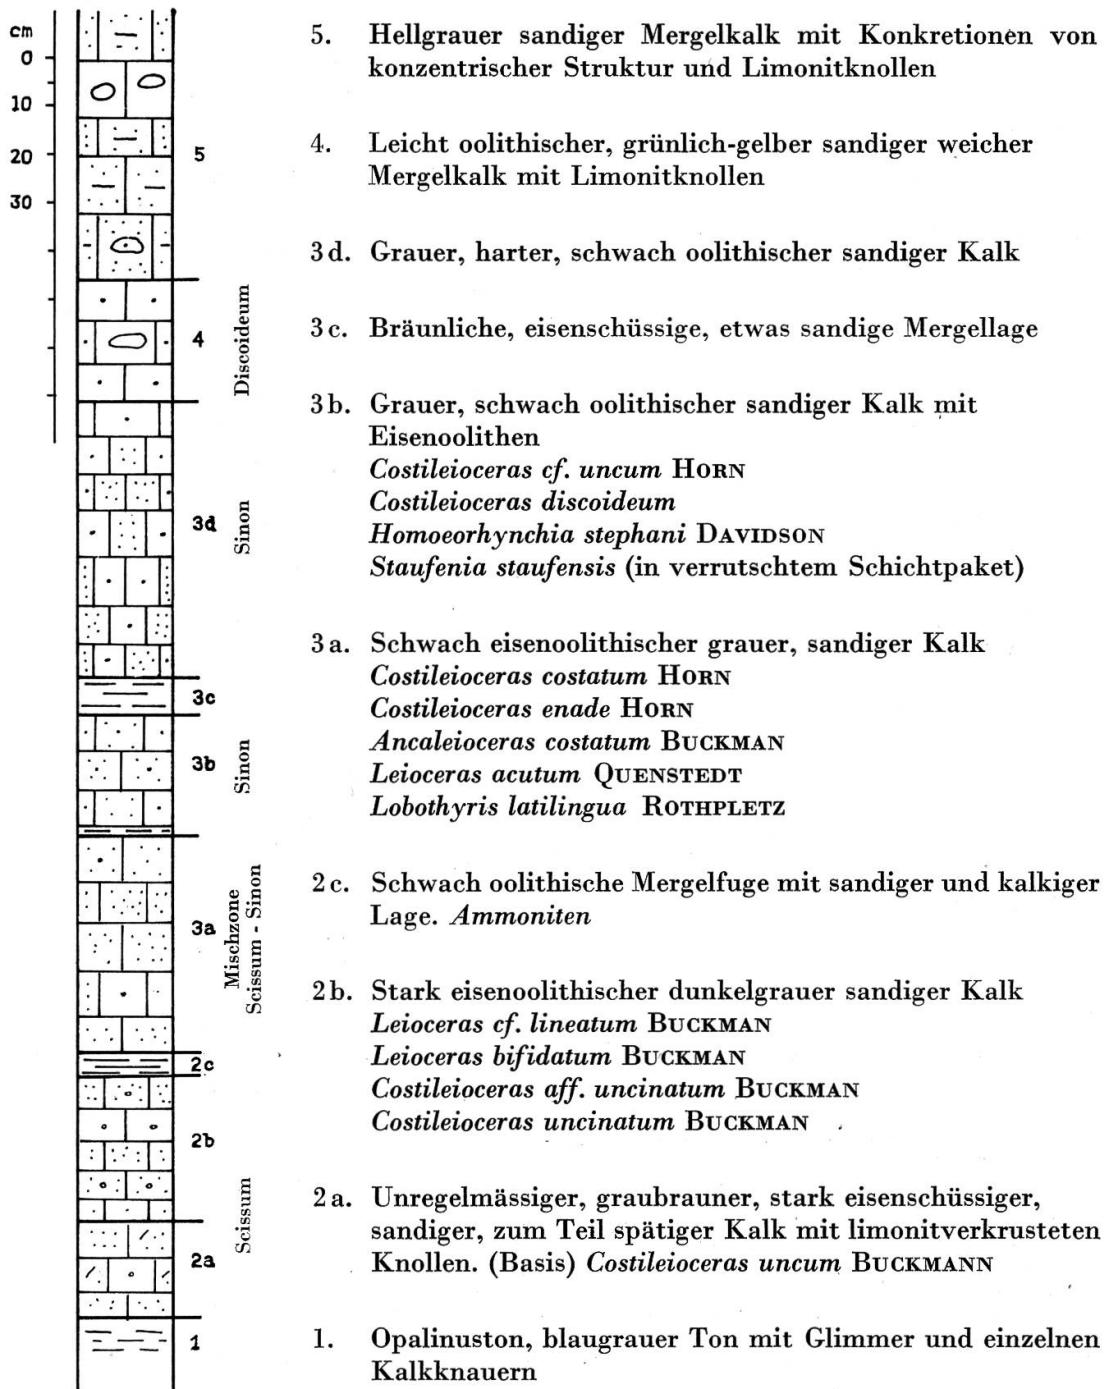 cm
0
10
20
30
5
4
3d
3c
3b
3a
2c
2b
2a
1
Discoideum
Sinon
Sinon
Mischzone
Scissum - Sinon
Scissum
5. Hellgrauer sandiger Mergelkalk mit Konkretionen von
konzentrischer Struktur und Limonitknollen
4. Leicht oolithischer, grünlich-gelber sandiger weicher
Mergelkalk mit Limonitknollen
3d. Grauer, harter, schwach oolithischer sandiger Kalk
3c. Bräunliche, eisenschüssige, etwas sandige Mergellage
3b. Grauer, schwach oolithischer sandiger Kalk mit
Eisenoolithen
Costileioceras cf. uncum HORN
Costileioceras discoideum
Homoeorhynchia stephani DAVIDSON
Staufenia staufensis (in verrutschtem Schichtpaket)
3a. Schwach eisenoolithischer grauer, sandiger Kalk
Costileioceras costatum HORN
Costileioceras enade HORN
Ancaleioceras costatum BUCKMAN
Leioceras acutum QUENSTEDT
Lobothyris latilingua ROTHPLETZ
2c. Schwach oolithische Mergelfuge mit sandiger und kalkiger
Lage. Ammoniten
2b. Stark eisenoolithischer dunkelgrauer sandiger Kalk
Leioceras cf. lineatum BUCKMAN
Leioceras bifidatum BUCKMAN
Costileioceras aff. uncinatum BUCKMAN
Costileioceras uncinatum BUCKMAN
2a. Unregelmässiger, graubrauner, stark eisenschüssiger,
sandiger, zum Teil spätiger Kalk mit limonitverkrusteten
Knollen. (Basis) Costileioceras uncum BUCKMANN
1. Opalinuston, blaugrauer Ton mit Glimmer und einzelnen
Kalkknauern